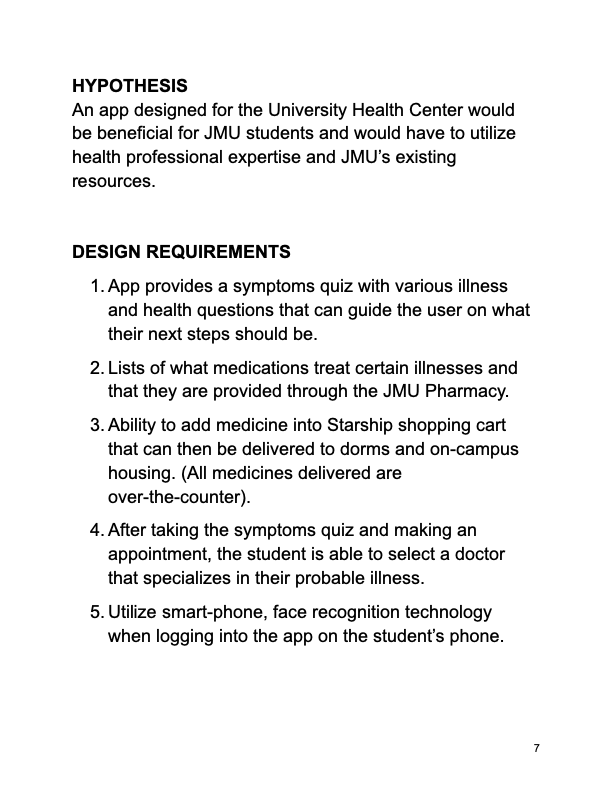 HYPOTHESIS
An app designed for the University Health Center would
be beneficial for JMU students and would have to utilize
health professional expertise and JMU’s existing
resources.
DESIGN REQUIREMENTS
1. App provides a symptoms quiz with various illness
and health questions that can guide the user on what
their next steps should be.
2. Lists of what medications treat certain illnesses and
that they are provided through the JMU Pharmacy.
3. Ability to add medicine into Starship shopping cart
that can then be delivered to dorms and on-campus
housing. (All medicines delivered are
over-the-counter).
4. After taking the symptoms quiz and making an
appointment, the student is able to select a doctor
that specializes in their probable illness.
5. Utilize smart-phone, face recognition technology
when logging into the app on the student’s phone.
7